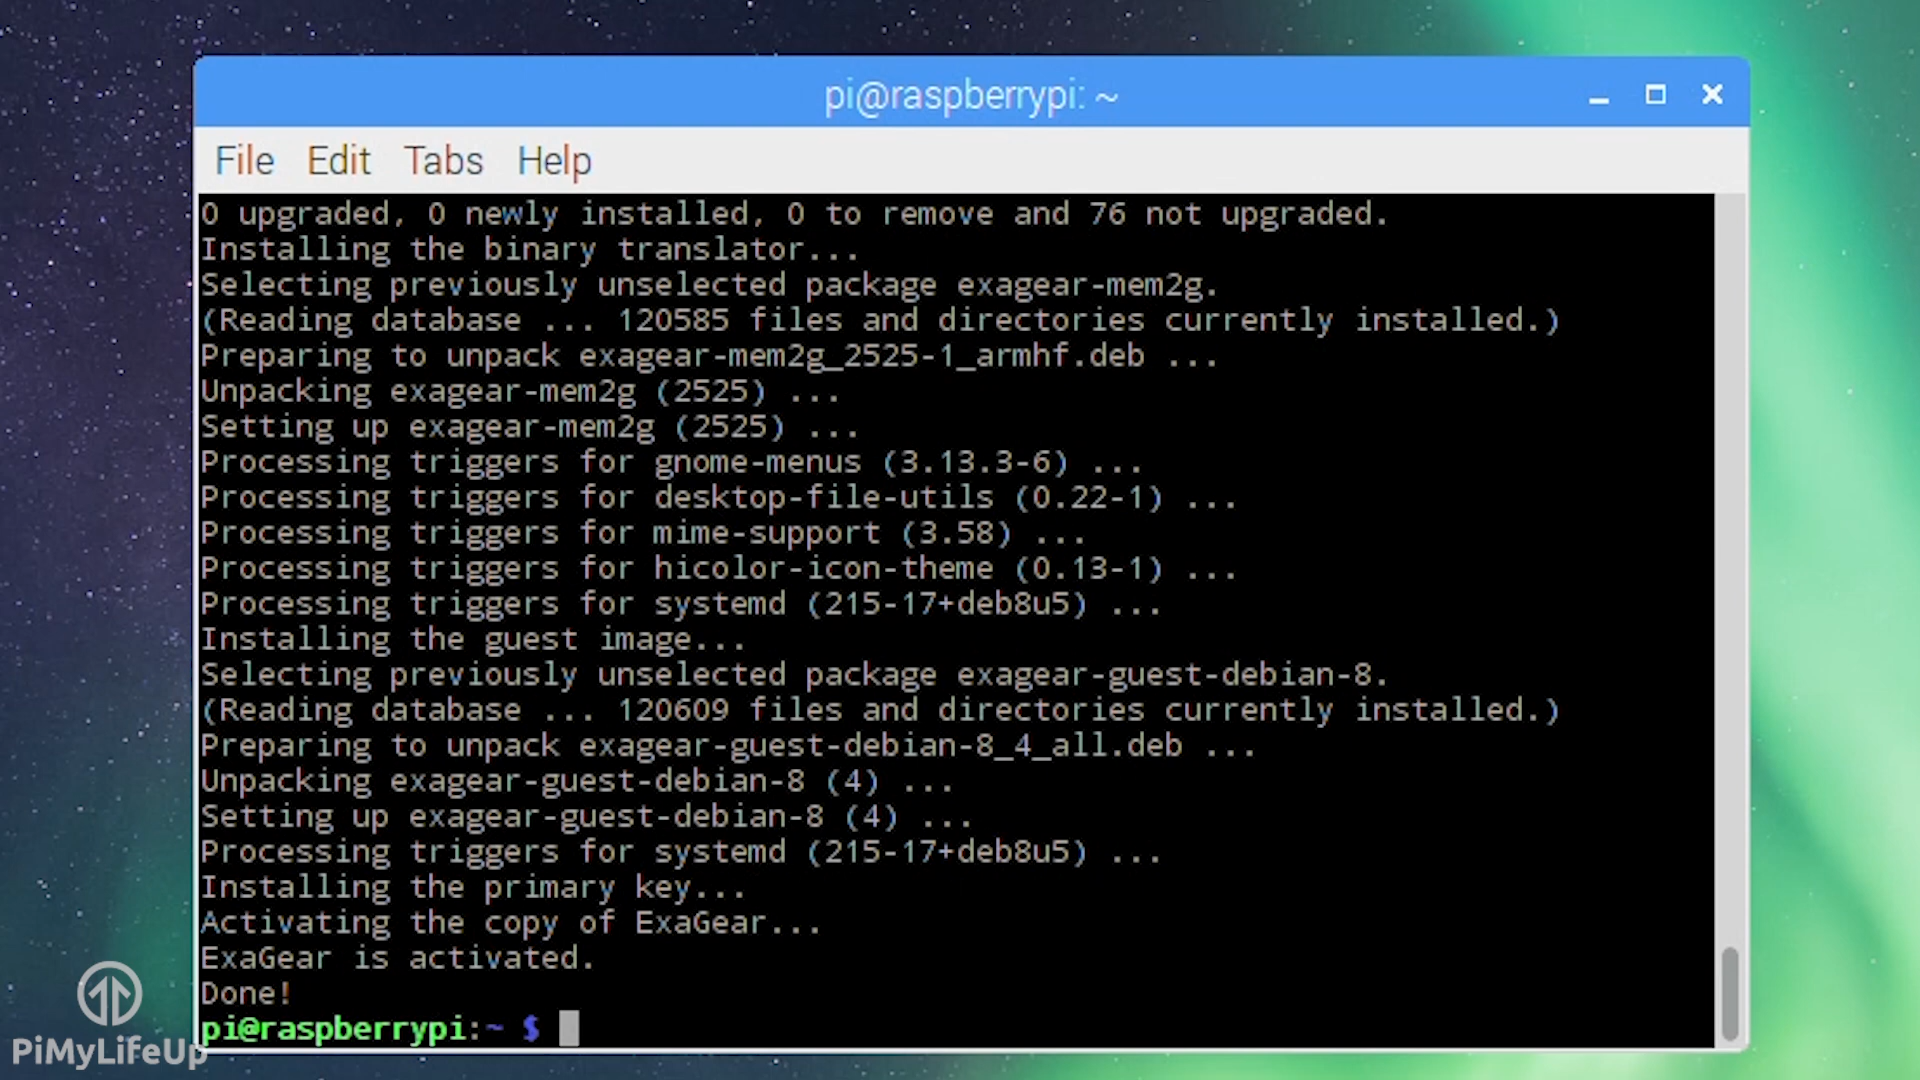 pi@raspberrypi: ~
File Edit Tabs Help
0 upgraded, 0 newly installed, 0 to remove and 76 not upgraded.
Installing the binary translator...
Selecting previously unselected package exagear-mem2g.
(Reading database ... 120585 files and directories currently installed.)
Preparing to unpack exagear-mem2g_2525-1_armhf.deb ...
Unpacking exagear-mem2g (2525) ...
Setting up exagear-mem2g (2525) ...
Processing triggers for gnome-menus (3.13.3-6) ...
Processing triggers for desktop-file-utils (0.22-1) ...
Processing triggers for mime-support (3.58) ...
Processing triggers for hicolor-icon-theme (0.13-1) ...
Processing triggers for systemd (215-17+deb8u5) ...
Installing the guest image...
Selecting previously unselected package exagear-guest-debian-8.
(Reading database ... 120609 files and directories currently installed.)
Preparing to unpack exagear-guest-debian-8_4_all.deb ...
Unpacking exagear-guest-debian-8 (4) ...
Setting up exagear-guest-debian-8 (4) ...
Processing triggers for systemd (215-17+deb8u5) ...
Installing the primary key...
Activating the copy of ExaGear...
ExaGear is activated.
Done!
pi@raspberrypi:~ $
PiMyLifeUp